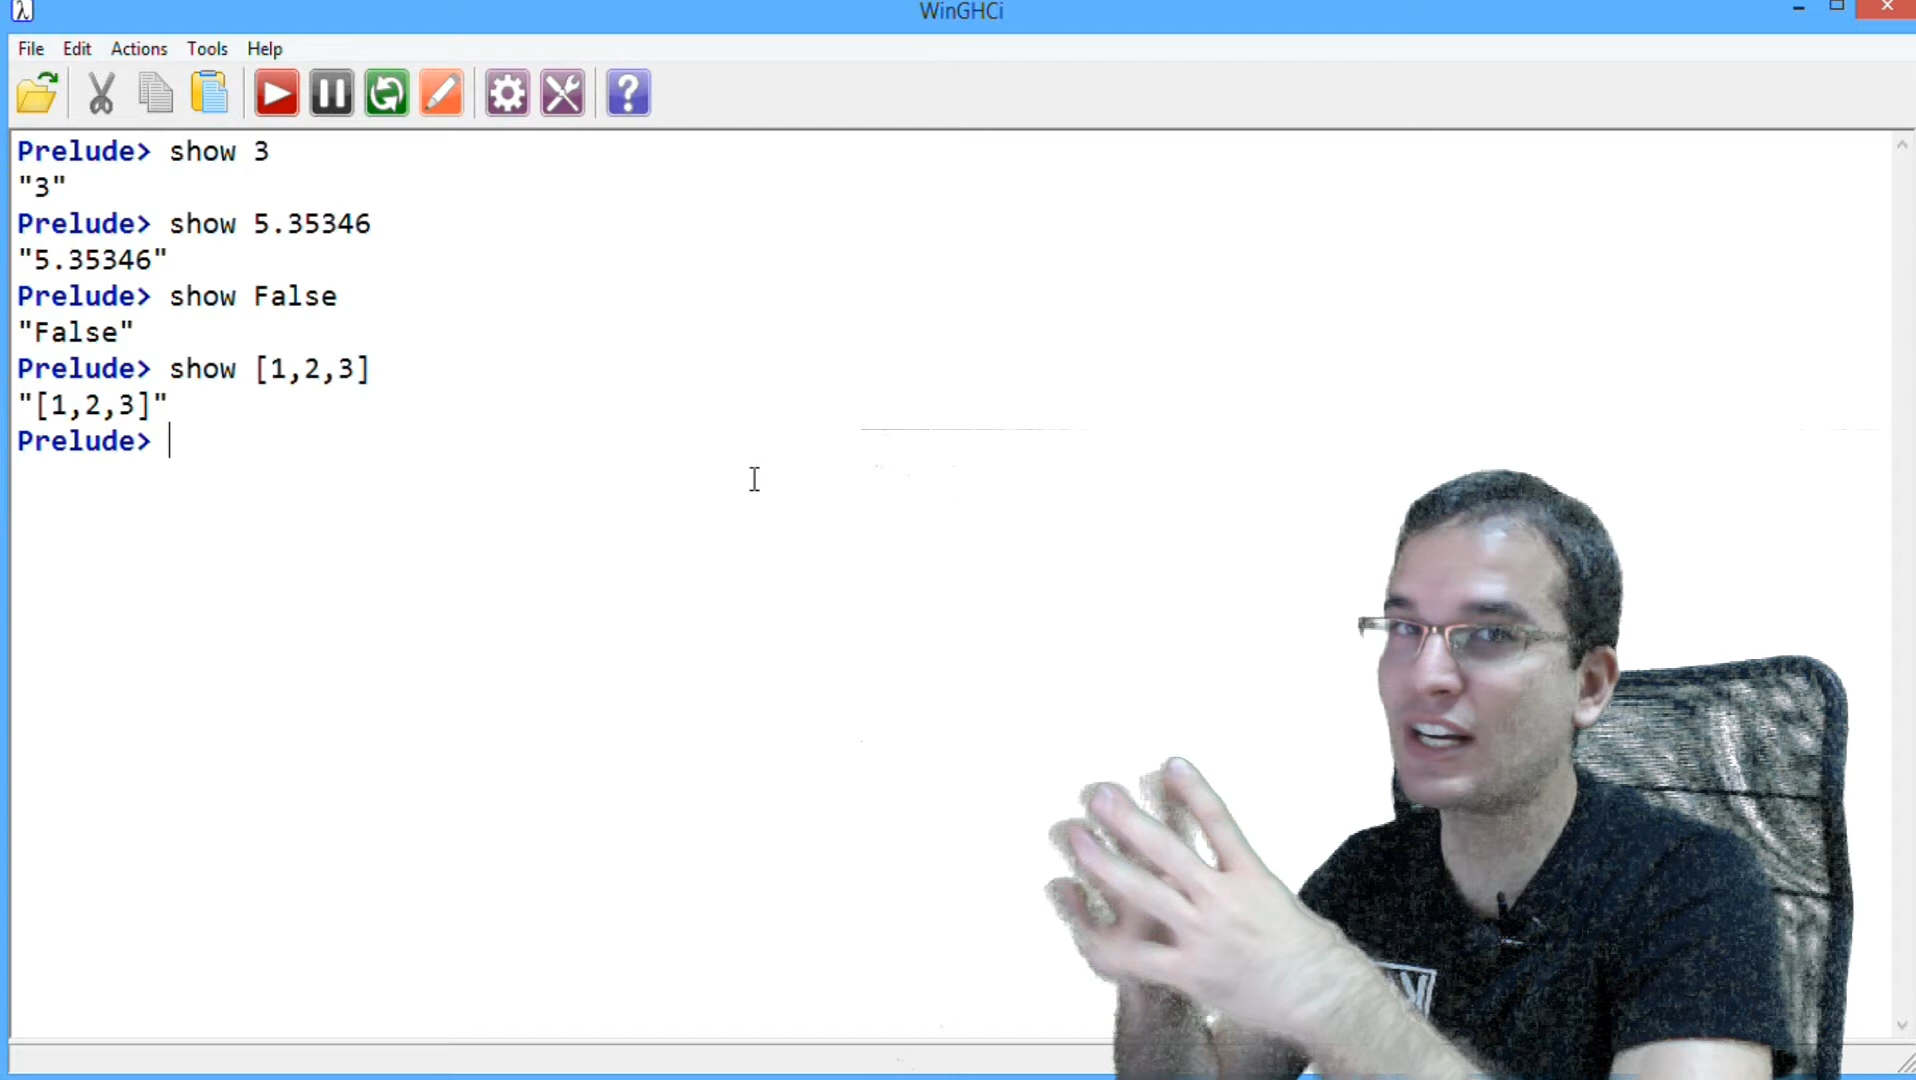 WinGHCi
File Edit Actions Tools Help
Prelude> show 3
"3"
Prelude> show 5.35346
"5.35346"
Prelude> show False
"False"
Prelude> show [1,2,3]
"[1,2,3]"
Prelude>